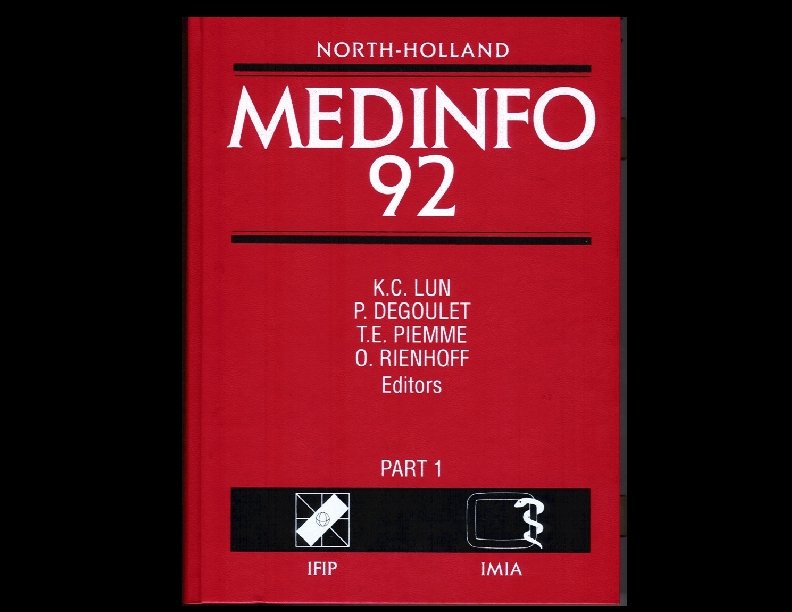 NORTH-HOLLAND
MEDINFO
92
K.C. LUN
P. DEGOULET
T.E. PIEMME
O. RIENHOFF
Editors
PART 1
IFIP
IMIA